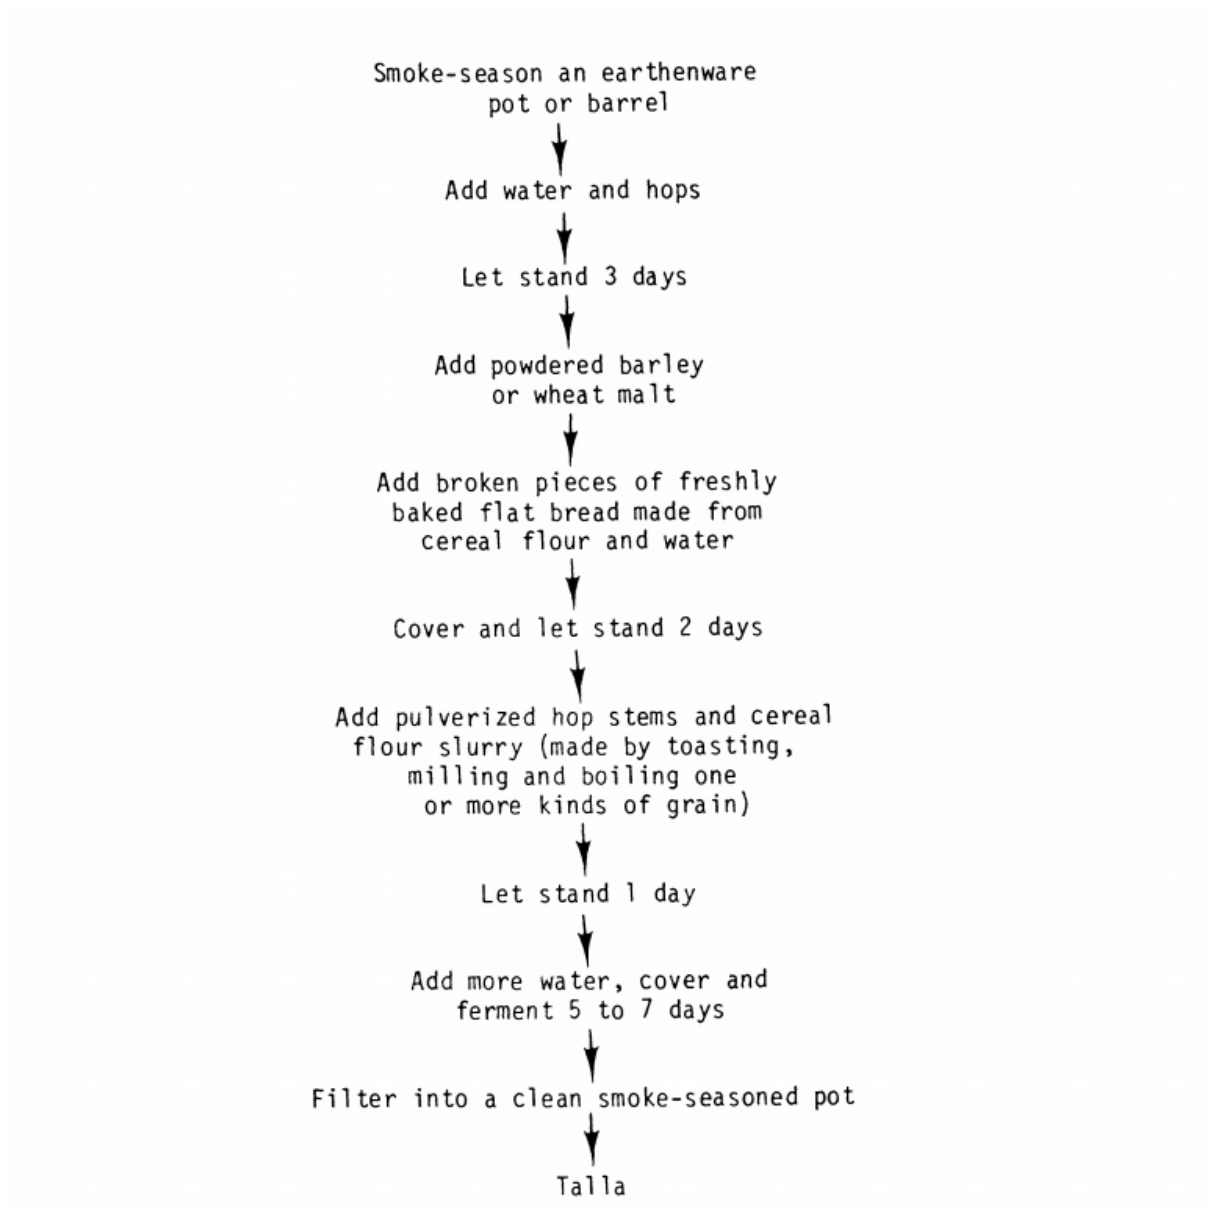 Smoke-season an earthenware
pot or barrel
Add water and hops
Let stand 3 days
Add powdered barley
or wheat malt
Add broken pieces of freshly
baked flat bread made from
cereal flour and water
Cover and let stand 2 days
Add pulverized hop stems and cereal
flour slurry (made by toasting,
milling and boiling one
or more kinds of grain)
Let stand 1 day
Add more water, cover and
ferment 5 to 7 days
Filter into a clean smoke-seasoned pot
Talla